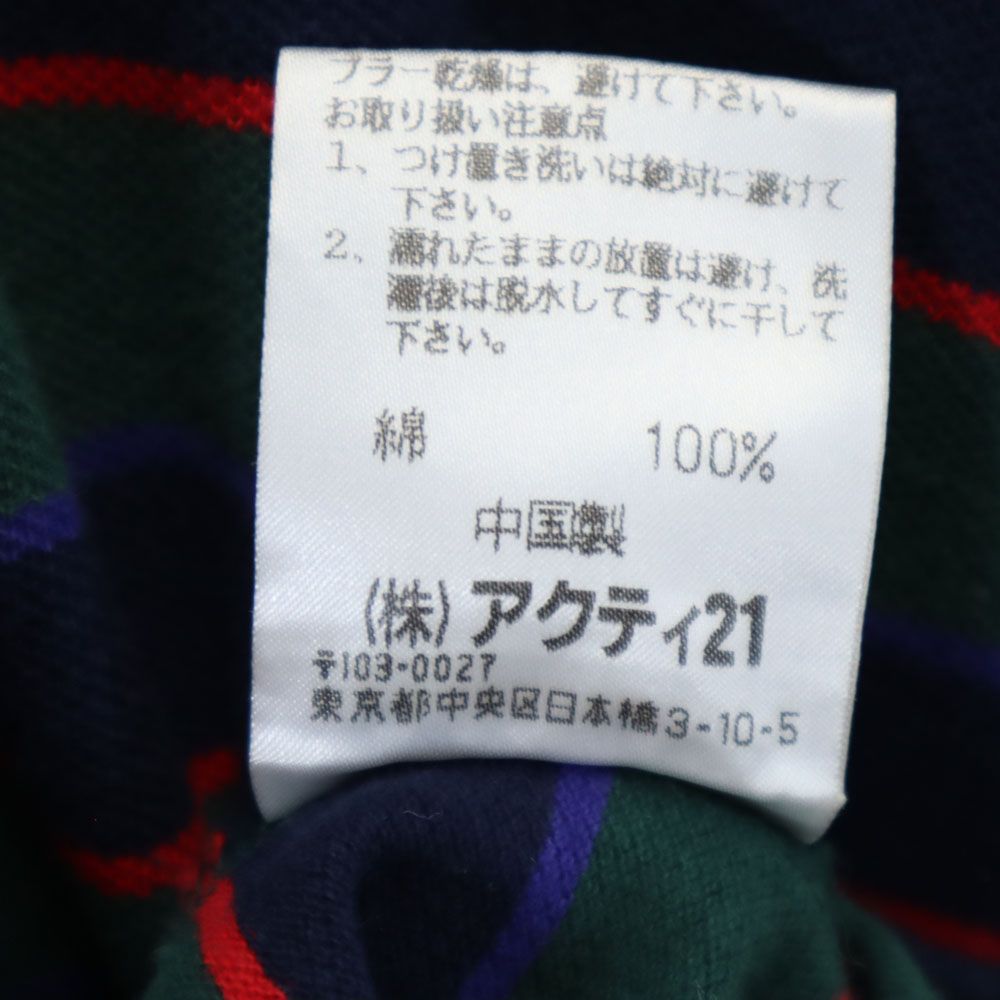 ブラー乾燥は、避けて下さい。
お取り扱い注意点
1、つけ置き洗いは絶対に避けて
下さい。
2、濡れたままの放置は避け、洗
濯後は脱水してすぐに干して
下さい。
綿 100%
中国製
(株)アクティ21
〒103-0027
東京都中央区日本橋3-10-5